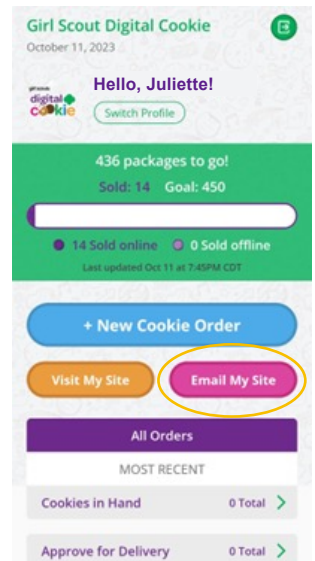 Girl Scout Digital Cookie
October 11, 2023
girl scouts
digital
cookie
Hello, Juliette!
Switch Profile
436 packages to go!
Sold: 14 Goal: 450
14 Sold online 0 Sold offline
Last updated Oct 11 at 7:45PM CDT
+ New Cookie Order
Visit My Site Email My Site
All Orders
MOST RECENT
Cookies in Hand 0 Total
Approve for Delivery 0 Total